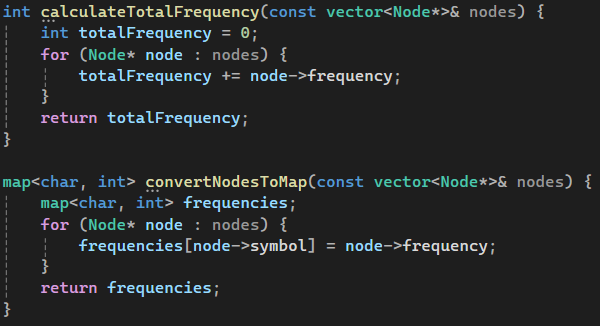 int calculateTotalFrequency(const vector<Node*>& nodes) {
    int totalFrequency = 0;
    for (Node* node : nodes) {
        totalFrequency += node->frequency;
    }
    return totalFrequency;
}

map<char, int> convertNodesToMap(const vector<Node*>& nodes) {
    map<char, int> frequencies;
    for (Node* node : nodes) {
        frequencies[node->symbol] = node->frequency;
    }
    return frequencies;
}